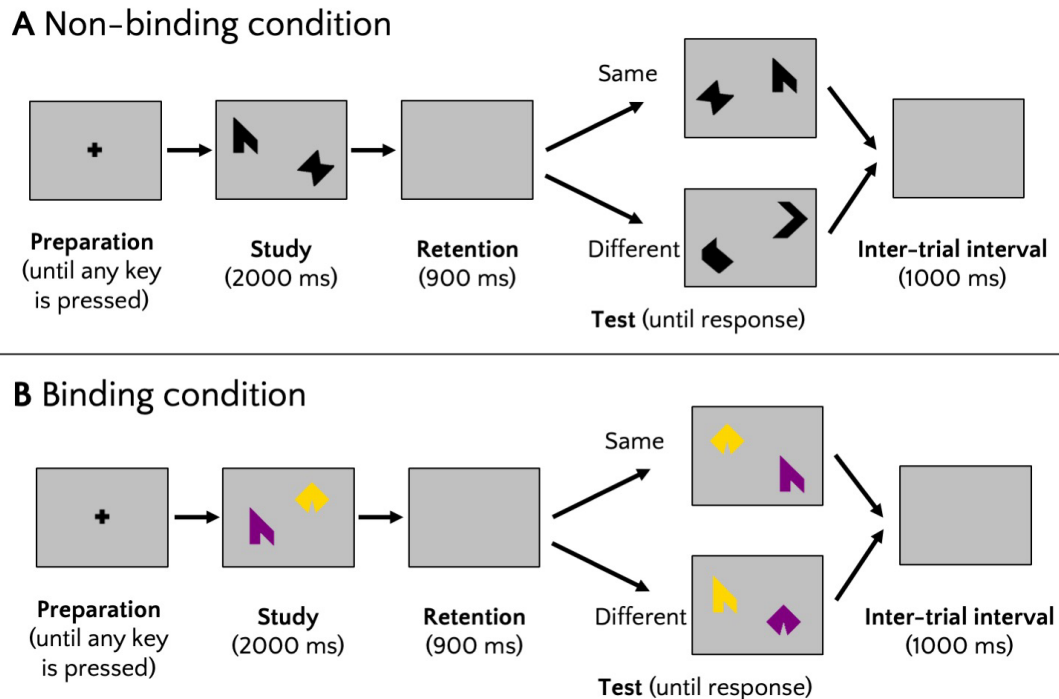 A Non-binding condition
Same
Different
Preparation
(until any key
is pressed)
Study
(2000 ms)
Retention
(900 ms)
Test (until response)
Inter-trial interval
(1000 ms)
B Binding condition
Same
Different
Preparation
(until any key
is pressed)
Study
(2000 ms)
Retention
(900 ms)
Test (until response)
Inter-trial interval
(1000 ms)